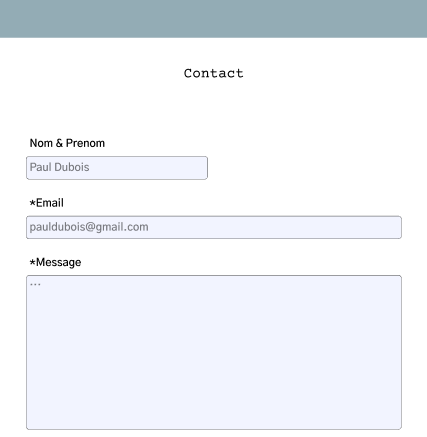 Contact
Nom & Prenom
Paul Dubois
*Email
pauldubois@gmail.com
*Message
...